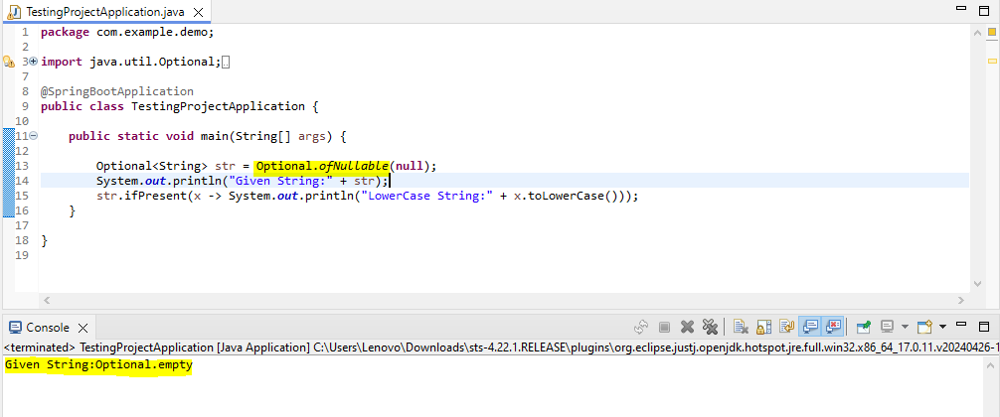 TestingProjectApplication.java
1 package com.example.demo;
2
3 import java.util.Optional;
7
8 @SpringBootApplication
9 public class TestingProjectApplication {
10
11     public static void main(String[] args) {
12
13         Optional<String> str = Optional.ofNullable(null);
14         System.out.println("Given String:" + str);
15         str.ifPresent(x -> System.out.println("LowerCase String:" + x.toLowerCase()));
16     }
17
18 }
19
Console
<terminated> TestingProjectApplication [Java Application] C:\Users\Lenovo\Downloads\sts-4.22.1.RELEASE\plugins\org.eclipse.justj.openjdk.hotspot.jre.full.win32.x86_64_17.0.11.v20240426-1
Given String:Optional.empty